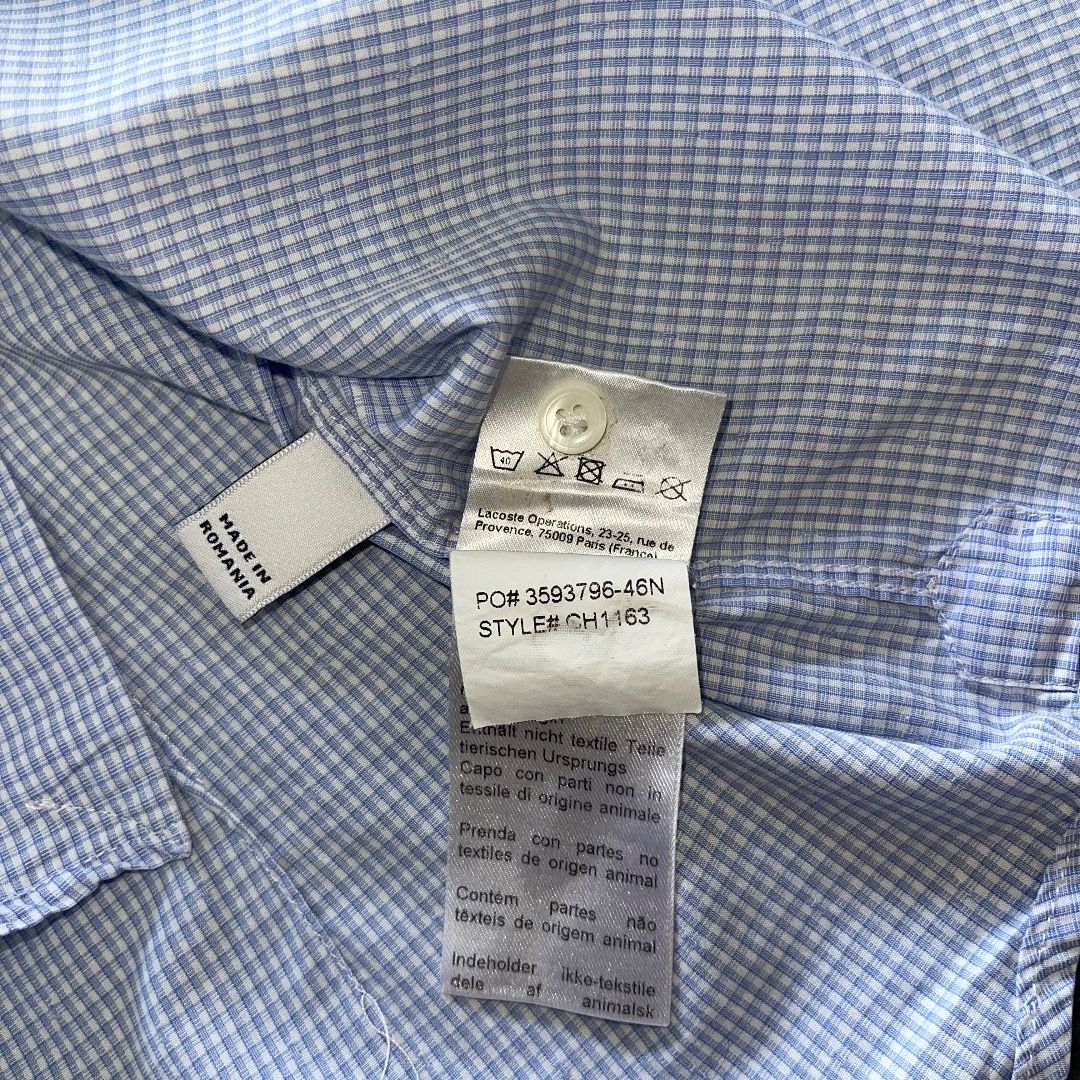 MADE IN
ROMANIA
40
Lacoste Operations, 23-25, rue de
Provence, 75009 Paris (France)
PO# 3593796-46N
STYLE# CH1163
Enthält nicht textile Teile
tierischen Ursprungs
Capo con parti non in
tessile di origine animale
Prenda con partes no
textiles de origen animal
Contém partes não
têxteis de origem animal
Indeholder ikke-tekstile
dele af animalsk